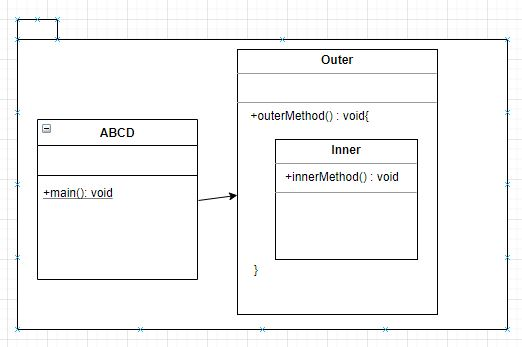 ABCD
+main(): void
Outer
+outerMethod() : void{
Inner
+innerMethod() : void
}